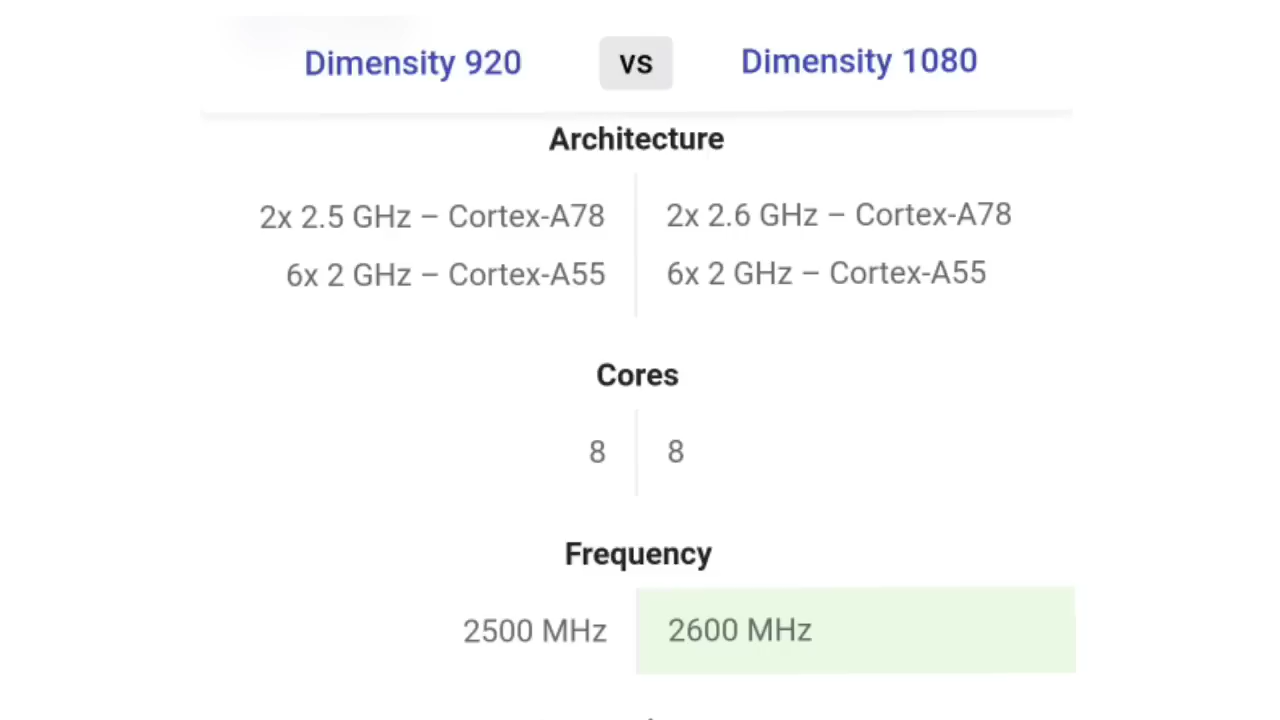 Dimensity 920 VS Dimensity 1080
Architecture
2x 2.5 GHz – Cortex-A78 2x 2.6 GHz – Cortex-A78
6x 2 GHz – Cortex-A55 6x 2 GHz – Cortex-A55
Cores
8 8
Frequency
2500 MHz 2600 MHz